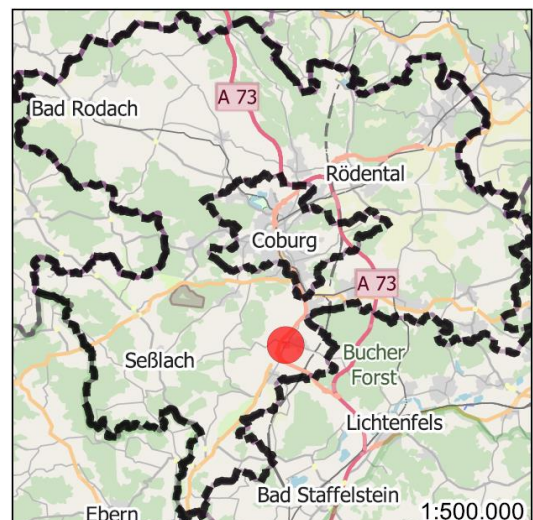 A 73
Bad Rodach
Rödental
Coburg
A 73
Seßlach
Bucher
Forst
Lichtenfels
Bad Staffelstein
Ebern
1:500.000